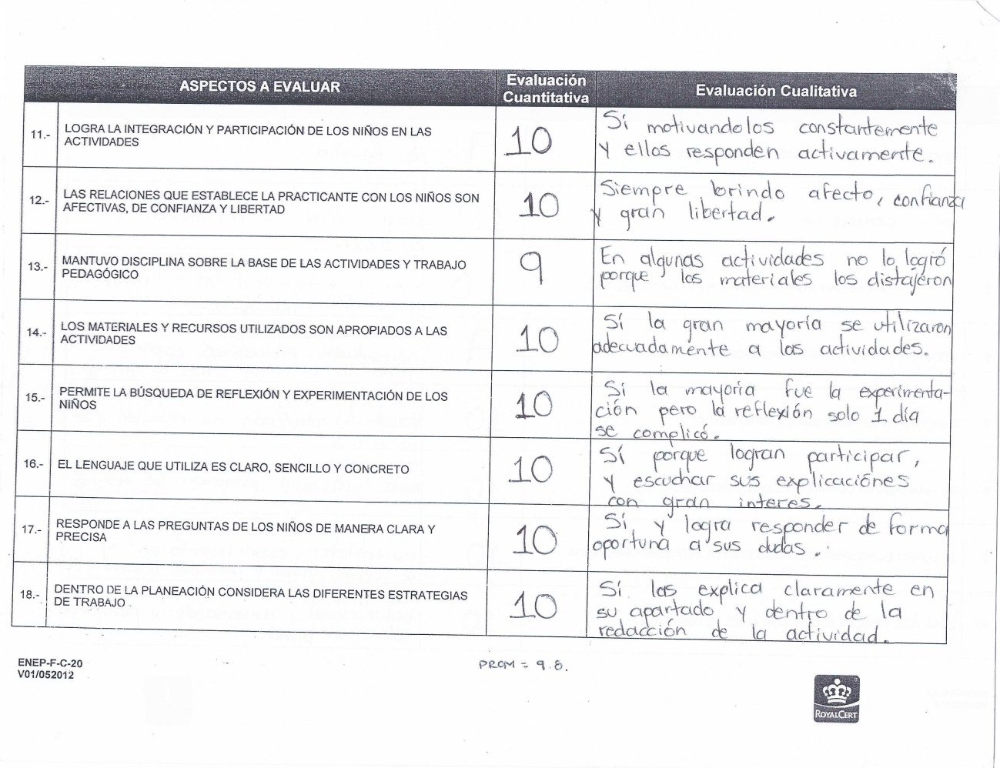 ASPECTOS A EVALUAR
Evaluación
Cuantitativa
Evaluación Cualitativa
11.-
LOGRA LA INTEGRACIÓN Y PARTICIPACIÓN DE LOS NIÑOS EN LAS
ACTIVIDADES
10
Sí motivandolos constantemente
y ellos responden activamente.
12.-
LAS RELACIONES QUE ESTABLECE LA PRACTICANTE CON LOS NIÑOS SON
AFECTIVAS, DE CONFIANZA Y LIBERTAD
10
Siempre brindo afecto, confianza
y gran libertad.
13.-
MANTUVO DISCIPLINA SOBRE LA BASE DE LAS ACTIVIDADES Y TRABAJO
PEDAGÓGICO
9
En algunas actividades no lo logró
porque los materiales los distajeron
14.-
LOS MATERIALES Y RECURSOS UTILIZADOS SON APROPIADOS A LAS
ACTIVIDADES
10
Sí la gran mayoría se utilizaron
adecuadamente a las actividades.
15.-
PERMITE LA BÚSQUEDA DE REFLEXIÓN Y EXPERIMENTACIÓN DE LOS
NIÑOS
10
Sí la mayoría fue la experimenta-
ción pero la reflexión solo 1 día
se complicó.
16.-
EL LENGUAJE QUE UTILIZA ES CLARO, SENCILLO Y CONCRETO
10
Sí porque logran participar,
y escuchar sus explicaciónes
con gran interes.
17.-
RESPONDE A LAS PREGUNTAS DE LOS NIÑOS DE MANERA CLARA Y
PRECISA
10
Sí, y logra responder de forma
oportuna a sus dudas.
18.-
DENTRO DE LA PLANEACIÓN CONSIDERA LAS DIFERENTES ESTRATEGIAS
DE TRABAJO
10
Sí las explica claramente en
su apartado y dentro de la
redacción de la actividad.
ENEP-F-C-20
V01/052012
PROM = 9.8.
ROYALCERT